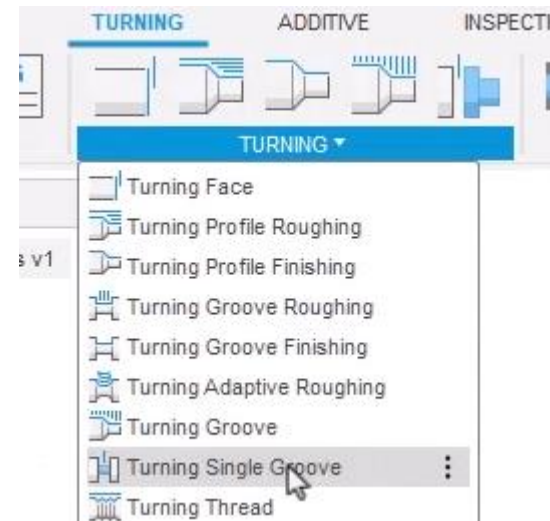 TURNING ADDITIVE INSPECTI
TURNING
Turning Face
Turning Profile Roughing
s v1
Turning Profile Finishing
Turning Groove Roughing
Turning Groove Finishing
Turning Adaptive Roughing
Turning Groove
Turning Single Groove
Turning Thread